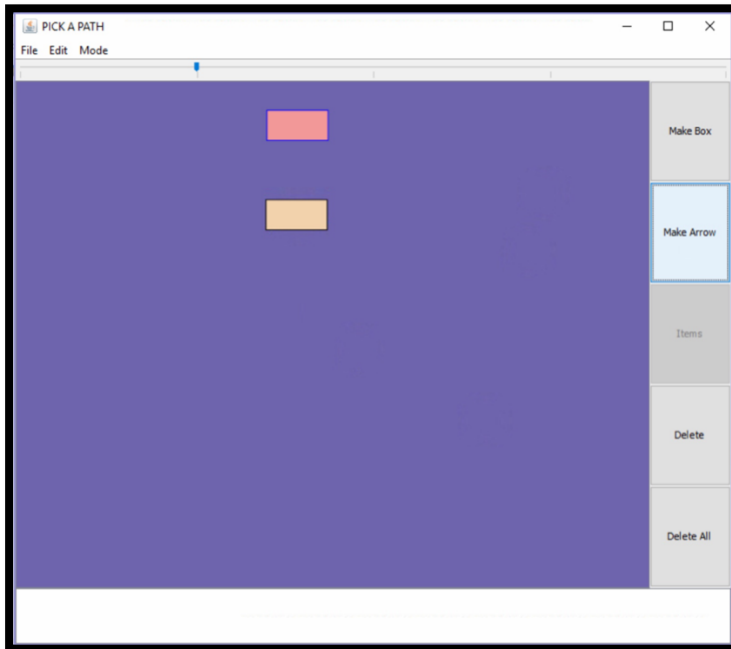 PICK A PATH
File Edit Mode
Make Box
Make Arrow
Items
Delete
Delete All